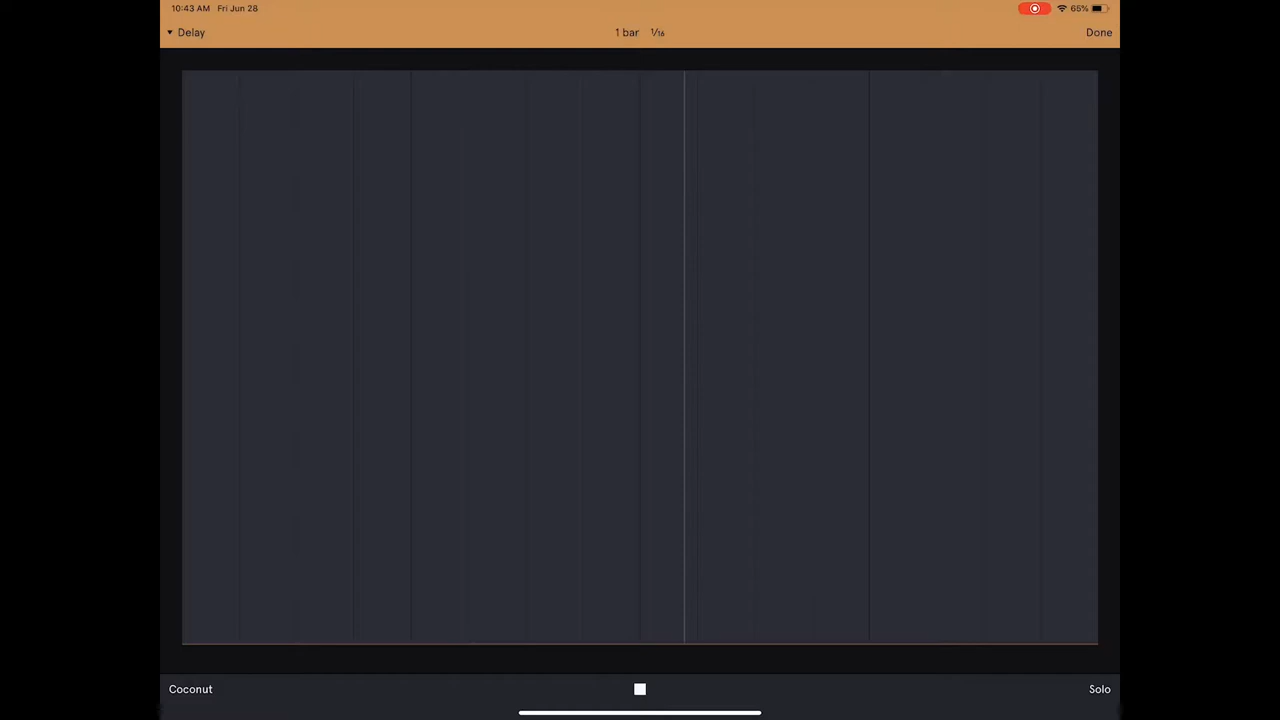 10:43 AM Fri Jun 28
65%
Delay
1 bar 1/16
Done
Coconut
Solo